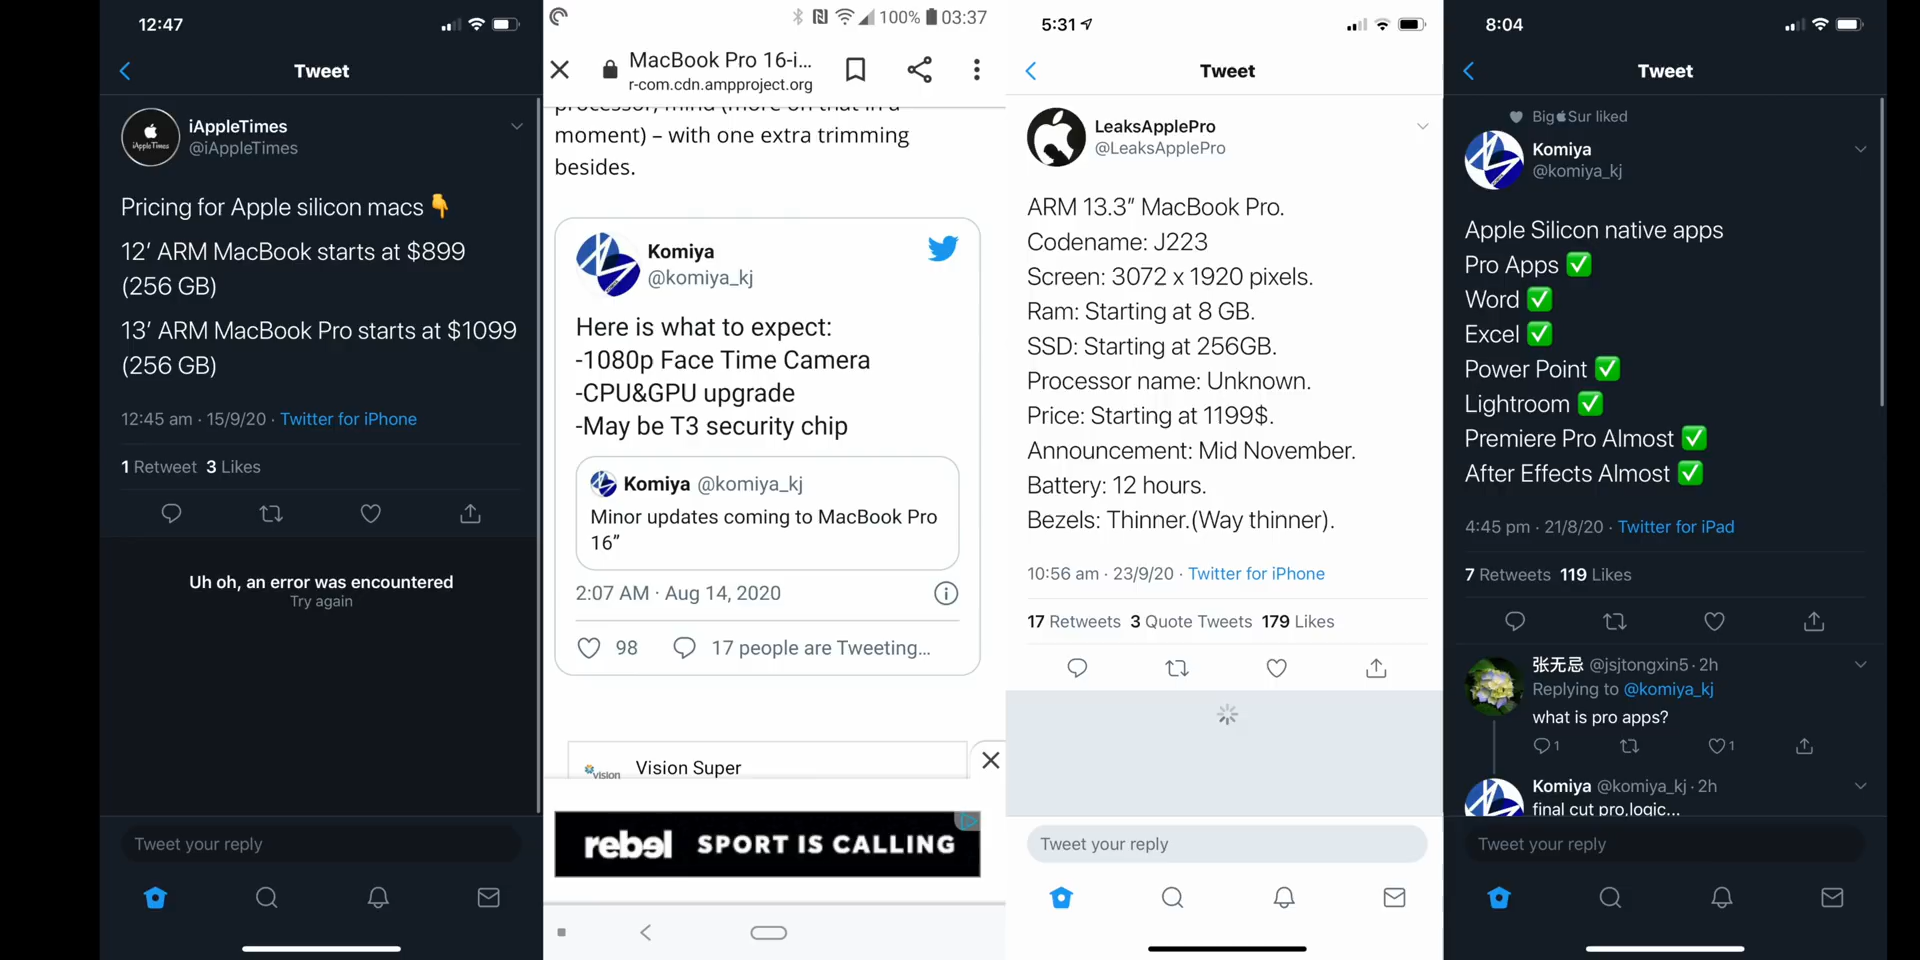 12:47
Tweet
iAppleTimes
iAppleTimes
@iAppleTimes
Pricing for Apple silicon macs👇
12′ ARM MacBook starts at $899
(256 GB)
13′ ARM MacBook Pro starts at $1099
(256 GB)
12:45 am · 15/9/20 · Twitter for iPhone
1 Retweet 3 Likes
Uh oh, an error was encountered
Try again
Tweet your reply
100% 03:37
MacBook Pro 16-i...
r-com.cdn.ampproject.org
processor, mind (more on that in a
moment) – with one extra trimming
besides.
Komiya
@komiya_kj
Here is what to expect:
-1080p Face Time Camera
-CPU&GPU upgrade
-May be T3 security chip
Komiya @komiya_kj
Minor updates coming to MacBook Pro
16”
2:07 AM · Aug 14, 2020
98 17 people are Tweeting...
vision
Vision Super
rebel SPORT IS CALLING
5:31
Tweet
LeaksApplePro
@LeaksApplePro
ARM 13.3″ MacBook Pro.
Codename: J223
Screen: 3072 x 1920 pixels.
Ram: Starting at 8 GB.
SSD: Starting at 256GB.
Processor name: Unknown.
Price: Starting at 1199$.
Announcement: Mid November.
Battery: 12 hours.
Bezels: Thinner.(Way thinner).
10:56 am · 23/9/20 · Twitter for iPhone
17 Retweets 3 Quote Tweets 179 Likes
Tweet your reply
8:04
Tweet
BigSur liked
Komiya
@komiya_kj
Apple Silicon native apps
Pro Apps ✅
Word ✅
Excel ✅
Power Point ✅
Lightroom ✅
Premiere Pro Almost ✅
After Effects Almost ✅
4:45 pm · 21/8/20 · Twitter for iPad
7 Retweets 119 Likes
张无忌 @jsjtongxin5 · 2h
Replying to @komiya_kj
what is pro apps?
1 1
Komiya @komiya_kj · 2h
final cut pro,logic...
Tweet your reply